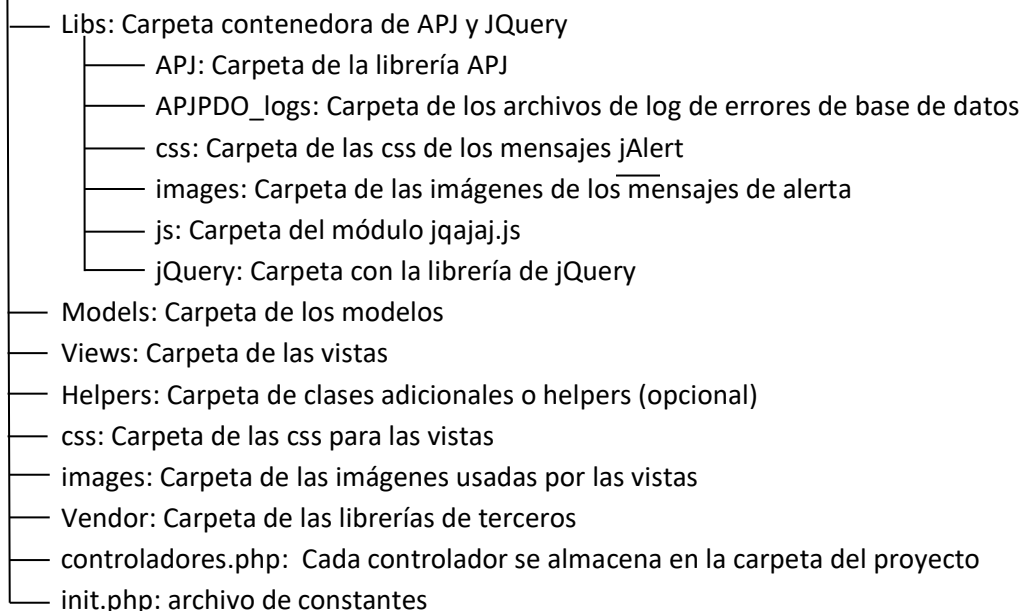 Libs: Carpeta contenedora de APJ y JQuery
APJ: Carpeta de la librería APJ
APJPDO_logs: Carpeta de los archivos de log de errores de base de datos
css: Carpeta de las css de los mensajes jAlert
images: Carpeta de las imágenes de los mensajes de alerta
js: Carpeta del módulo jqajaj.js
jQuery: Carpeta con la librería de jQuery
Models: Carpeta de los modelos
Views: Carpeta de las vistas
Helpers: Carpeta de clases adicionales o helpers (opcional)
css: Carpeta de las css para las vistas
images: Carpeta de las imágenes usadas por las vistas
Vendor: Carpeta de las librerías de terceros
controladores.php: Cada controlador se almacena en la carpeta del proyecto
init.php: archivo de constantes